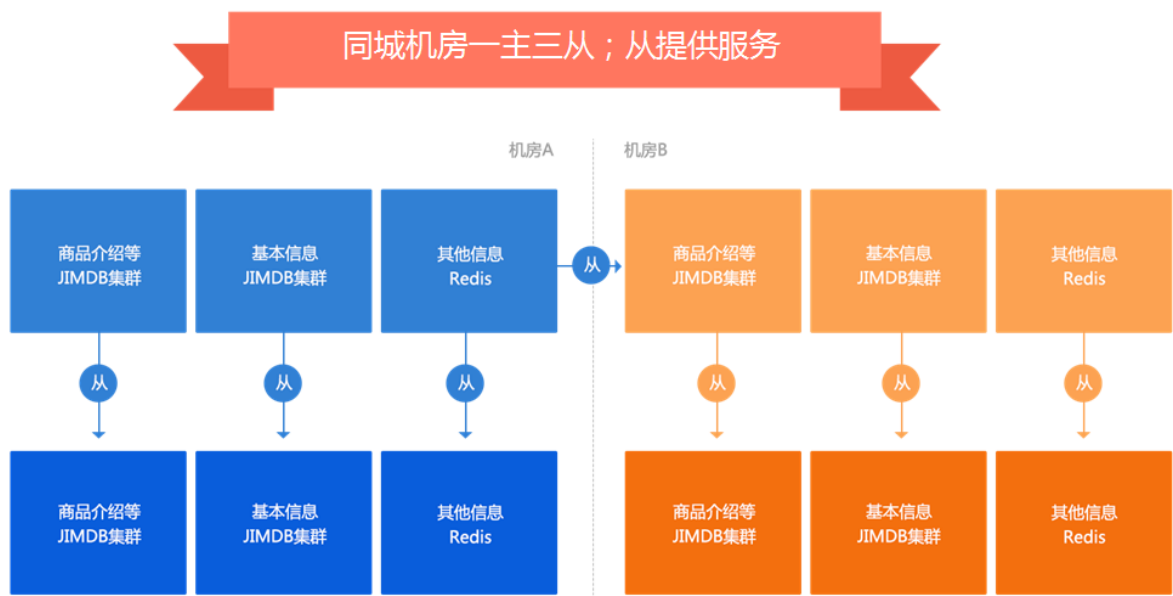 同城机房一主三从；从提供服务
机房A
机房B
商品介绍等
JIMDB集群
基本信息
JIMDB集群
其他信息
Redis
从
商品介绍等
JIMDB集群
基本信息
JIMDB集群
其他信息
Redis
从
从
从
从
从
从
商品介绍等
JIMDB集群
基本信息
JIMDB集群
其他信息
Redis
商品介绍等
JIMDB集群
基本信息
JIMDB集群
其他信息
Redis